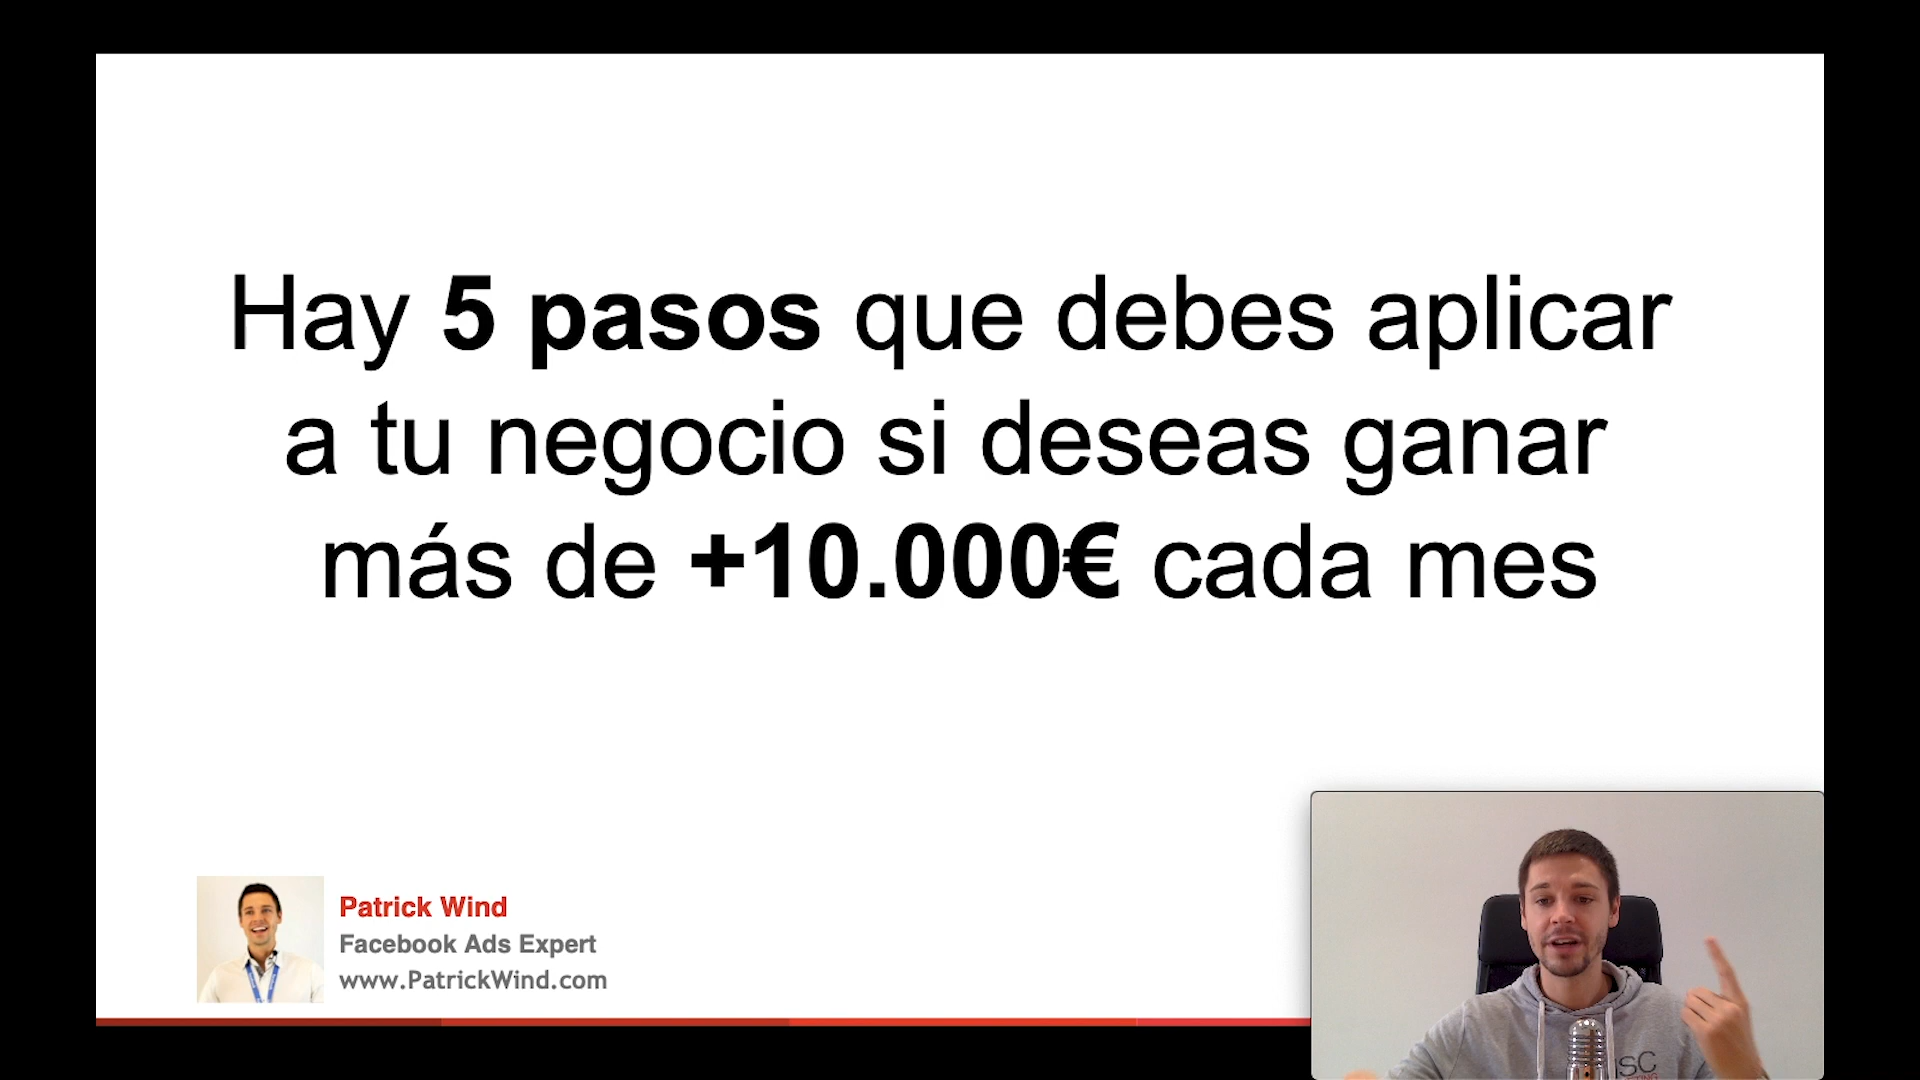 Hay 5 pasos que debes aplicar
a tu negocio si deseas ganar
más de +10.000€ cada mes
Patrick Wind
Facebook Ads Expert
www.PatrickWind.com
SC